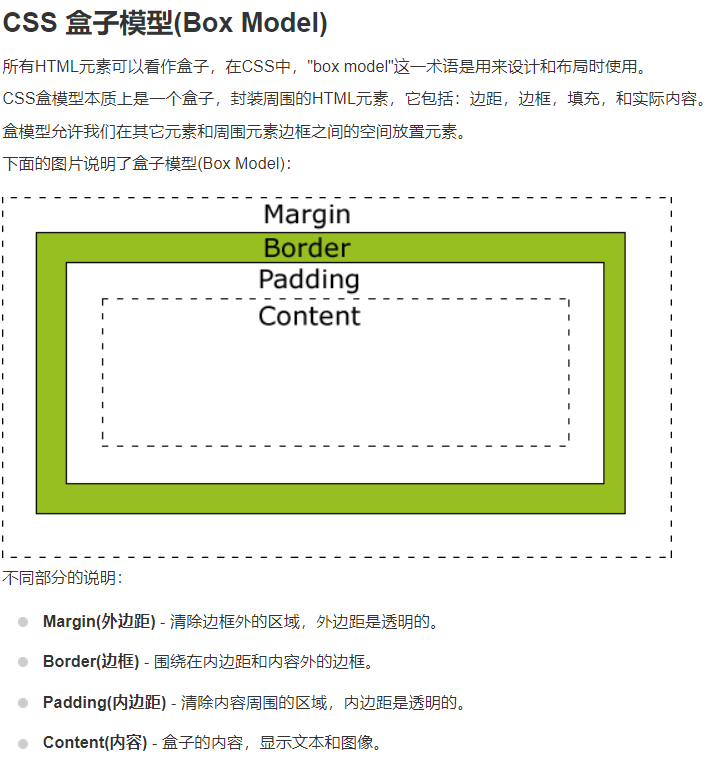 CSS 盒子模型(Box Model)
所有HTML元素可以看作盒子，在CSS中，"box model"这一术语是用来设计和布局时使用。
CSS盒模型本质上是一个盒子，封装周围的HTML元素，它包括：边距，边框，填充，和实际内容。
盒模型允许我们在其它元素和周围元素边框之间的空间放置元素。
下面的图片说明了盒子模型(Box Model)：
Margin
Border
Padding
Content
不同部分的说明：
Margin(外边距) - 清除边框外的区域，外边距是透明的。
Border(边框) - 围绕在内边距和内容外的边框。
Padding(内边距) - 清除内容周围的区域，内边距是透明的。
Content(内容) - 盒子的内容，显示文本和图像。